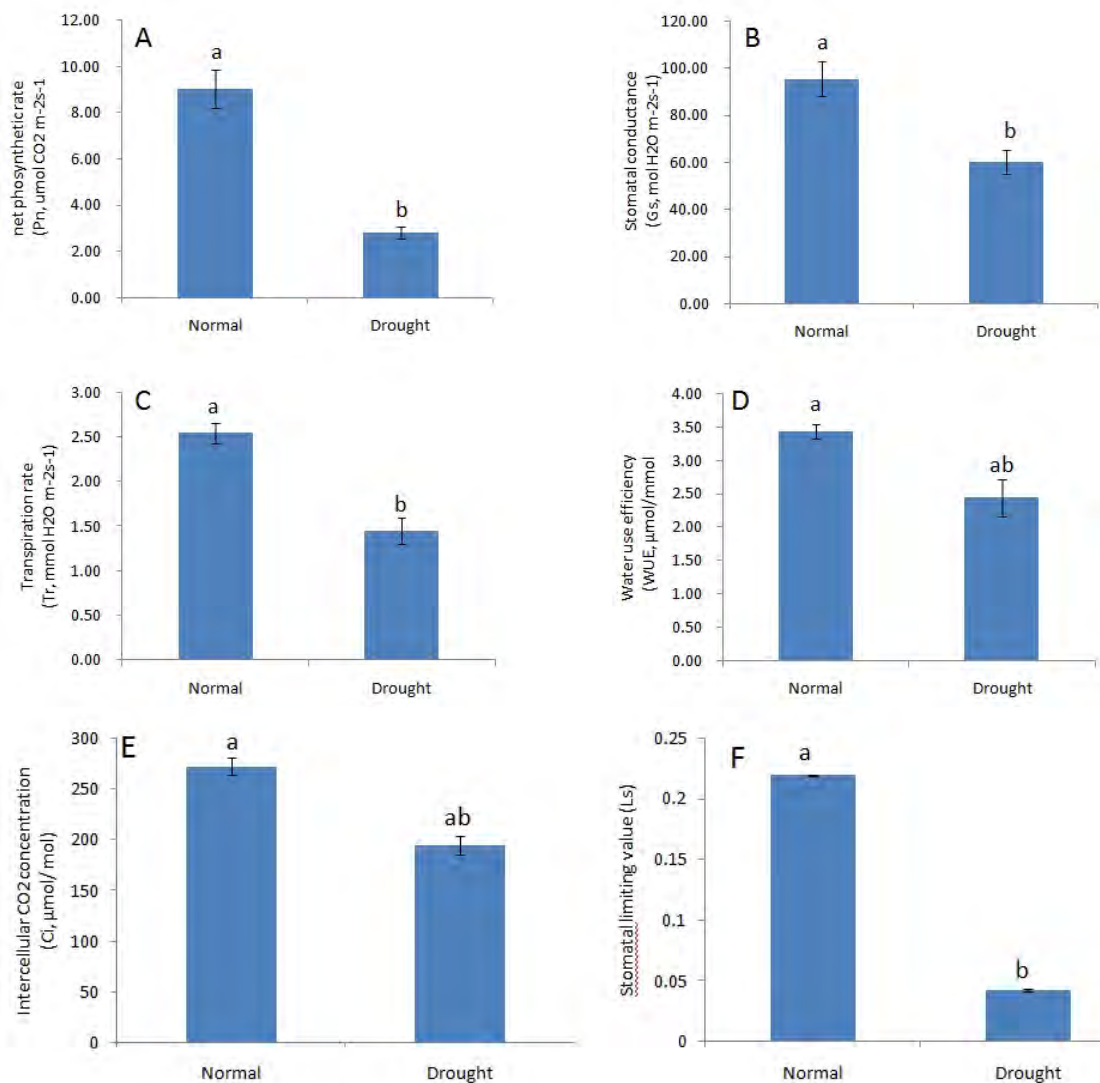 A
net phosyntheticrate
(Pn, umol CO2 m-2s-1
12.00
10.00
8.00
6.00
4.00
2.00
0.00
a
b
Normal
Drought
B
Stomatal conductance
(Gs, mol H2O m-2s-1)
120.00
100.00
80.00
60.00
40.00
20.00
0.00
a
b
Normal
Drought
C
Transpiration rate
(Tr, mmol H2O m-2s-1)
3.00
2.50
2.00
1.50
1.00
0.50
0.00
a
b
Normal
Drought
D
Water use efficiency
(WUE, μmol/mmol)
4.00
3.50
3.00
2.50
2.00
1.50
1.00
0.50
0.00
a
ab
Normal
Drought
E
Intercellular CO2 concentration
(Ci, μmol/ mol)
300
250
200
150
100
50
0
a
ab
Normal
Drought
F
Stomatal limiting value (Ls)
0.25
0.2
0.15
0.1
0.05
0
a
b
Normal
Drought